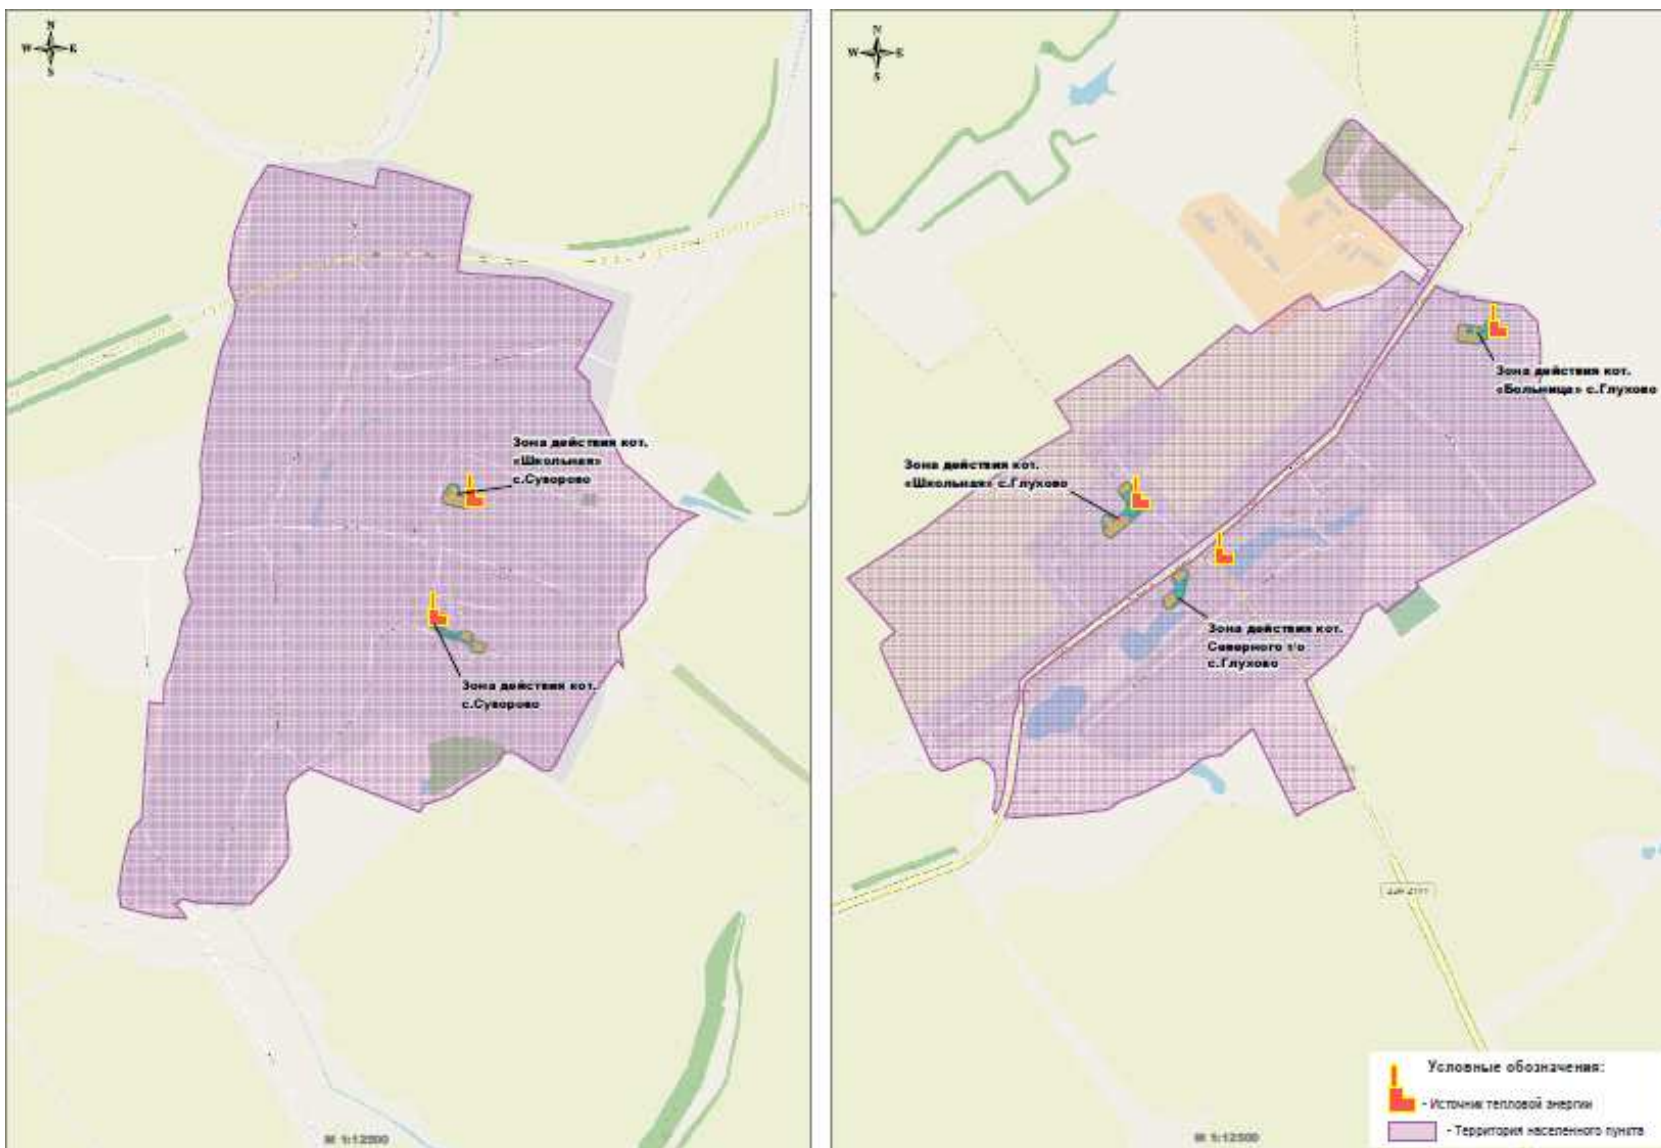 N
W E
S
Зона действия кот.
«Школьная»
с.Суворово
Зона действия кот.
с.Суворово
М 1:12500
N
W E
S
Зона действия кот.
«Больница» с.Глухово
Зона действия кот.
«Школьная» с.Глухово
Зона действия кот.
Северного т/о
с.Глухово
М 1:12500
Условные обозначения:
- Источник тепловой энергии
- Территория населенного пункта